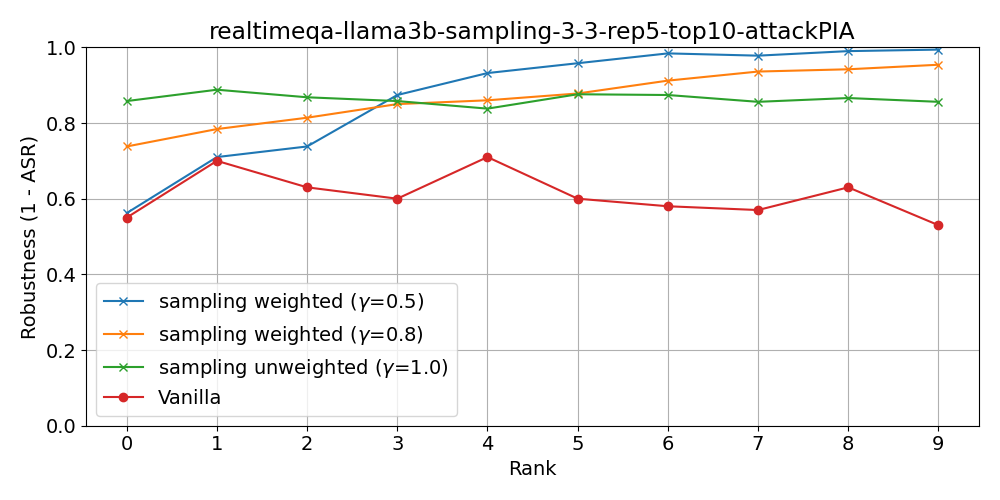 realtimeqa-llama3b-sampling-3-3-rep5-top10-attackPIA
Robustness (1 - ASR)
1.0
0.8
0.6
0.4
0.2
0.0
sampling weighted (γ=0.5)
sampling weighted (γ=0.8)
sampling unweighted (γ=1.0)
Vanilla
0 1 2 3 4 5 6 7 8 9
Rank